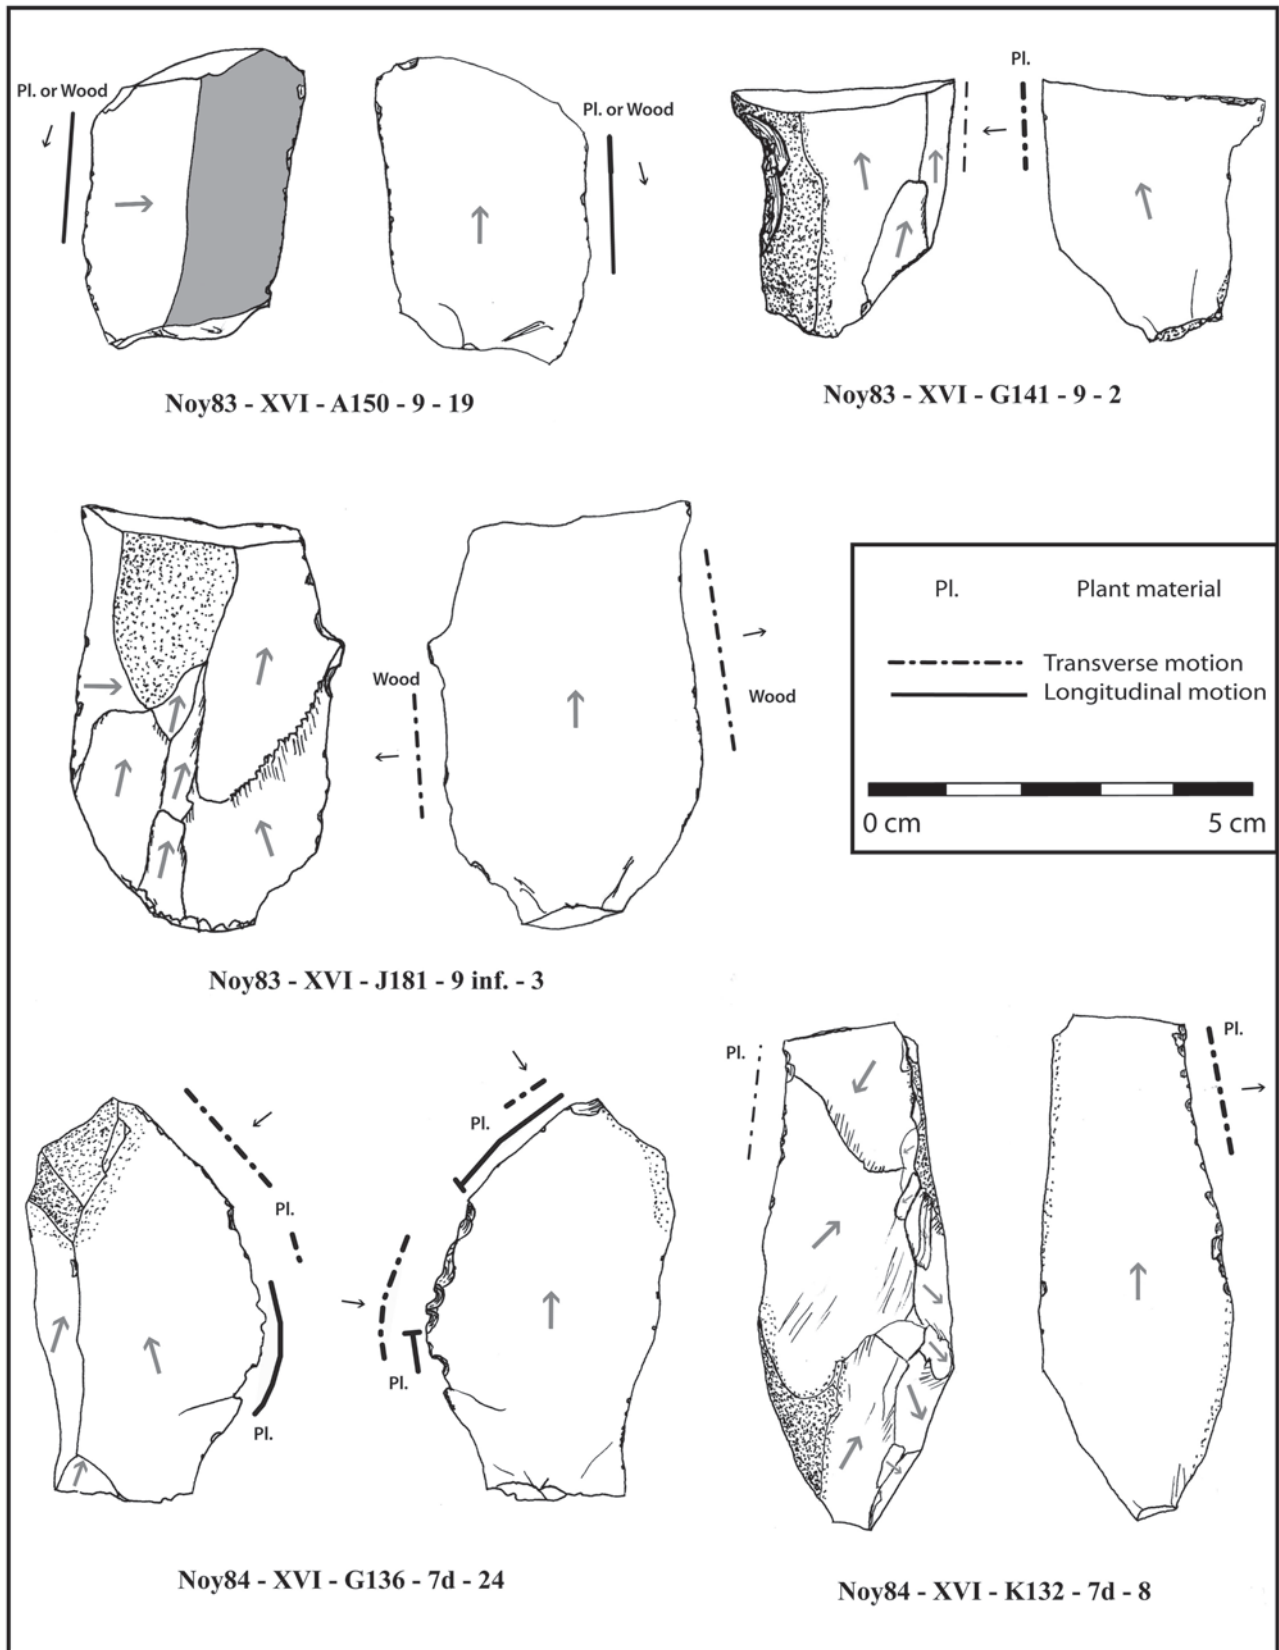 Pl. or Wood
Pl. or Wood
Noy83 - XVI - A150 - 9 - 19
Pl.
Noy83 - XVI - G141 - 9 - 2
Wood
Wood
Noy83 - XVI - J181 - 9 inf. - 3
Pl. Plant material
Transverse motion
Longitudinal motion
0 cm 5 cm
Pl.
Pl.
Pl.
Pl.
Noy84 - XVI - G136 - 7d - 24
Pl.
Pl.
Noy84 - XVI - K132 - 7d - 8